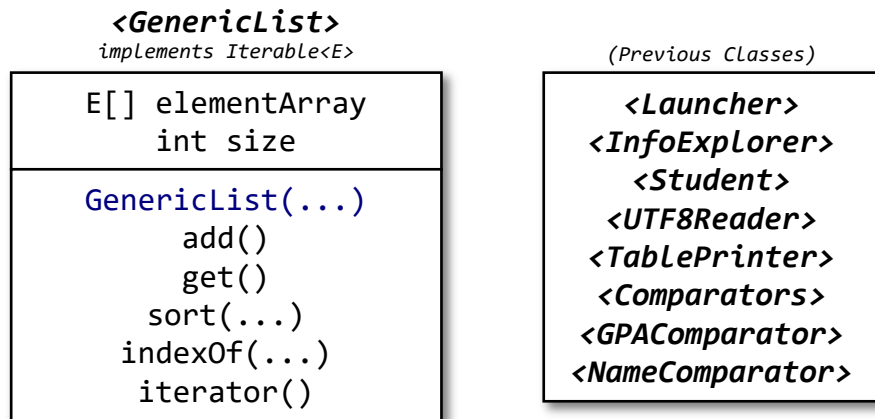 <GenericList>
implements Iterable<E>
E[] elementArray
int size
GenericList(...)
add()
get()
sort(...)
indexOf(...)
iterator()
(Previous Classes)
<Launcher>
<InfoExplorer>
<Student>
<UTF8Reader>
<TablePrinter>
<Comparators>
<GPAComparator>
<NameComparator>